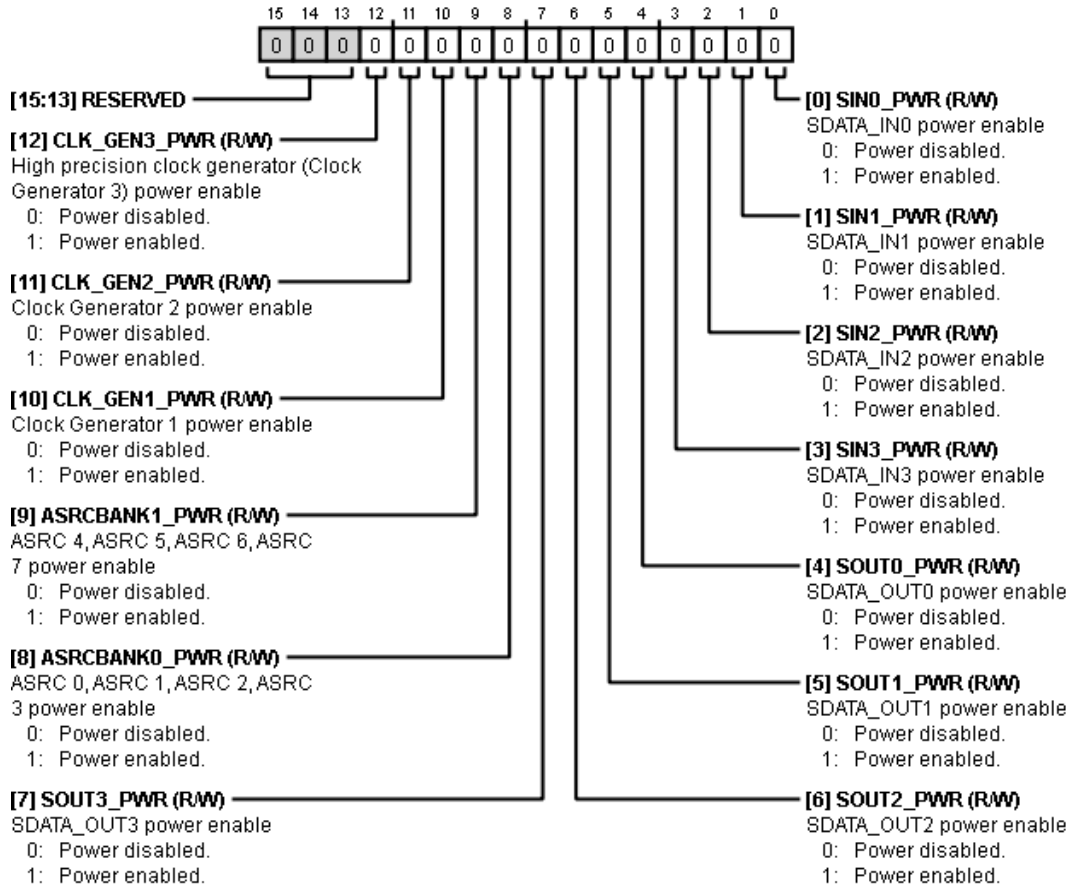 15 14 13 12 11 10 9 8 7 6 5 4 3 2 1 0
0 0 0 0 0 0 0 0 0 0 0 0 0 0 0 0
[15:13] RESERVED
[12] CLK_GEN3_PWR (R/W)
High precision clock generator (Clock
Generator 3) power enable
0: Power disabled.
1: Power enabled.
[11] CLK_GEN2_PWR (R/W)
Clock Generator 2 power enable
0: Power disabled.
1: Power enabled.
[10] CLK_GEN1_PWR (R/W)
Clock Generator 1 power enable
0: Power disabled.
1: Power enabled.
[9] ASRCBANK1_PWR (R/W)
ASRC 4, ASRC 5, ASRC 6, ASRC
7 power enable
0: Power disabled.
1: Power enabled.
[8] ASRCBANK0_PWR (R/W)
ASRC 0, ASRC 1, ASRC 2, ASRC
3 power enable
0: Power disabled.
1: Power enabled.
[7] SOUT3_PWR (R/W)
SDATA_OUT3 power enable
0: Power disabled.
1: Power enabled.
[0] SIN0_PWR (R/W)
SDATA_IN0 power enable
0: Power disabled.
1: Power enabled.
[1] SIN1_PWR (R/W)
SDATA_IN1 power enable
0: Power disabled.
1: Power enabled.
[2] SIN2_PWR (R/W)
SDATA_IN2 power enable
0: Power disabled.
1: Power enabled.
[3] SIN3_PWR (R/W)
SDATA_IN3 power enable
0: Power disabled.
1: Power enabled.
[4] SOUT0_PWR (R/W)
SDATA_OUT0 power enable
0: Power disabled.
1: Power enabled.
[5] SOUT1_PWR (R/W)
SDATA_OUT1 power enable
0: Power disabled.
1: Power enabled.
[6] SOUT2_PWR (R/W)
SDATA_OUT2 power enable
0: Power disabled.
1: Power enabled.